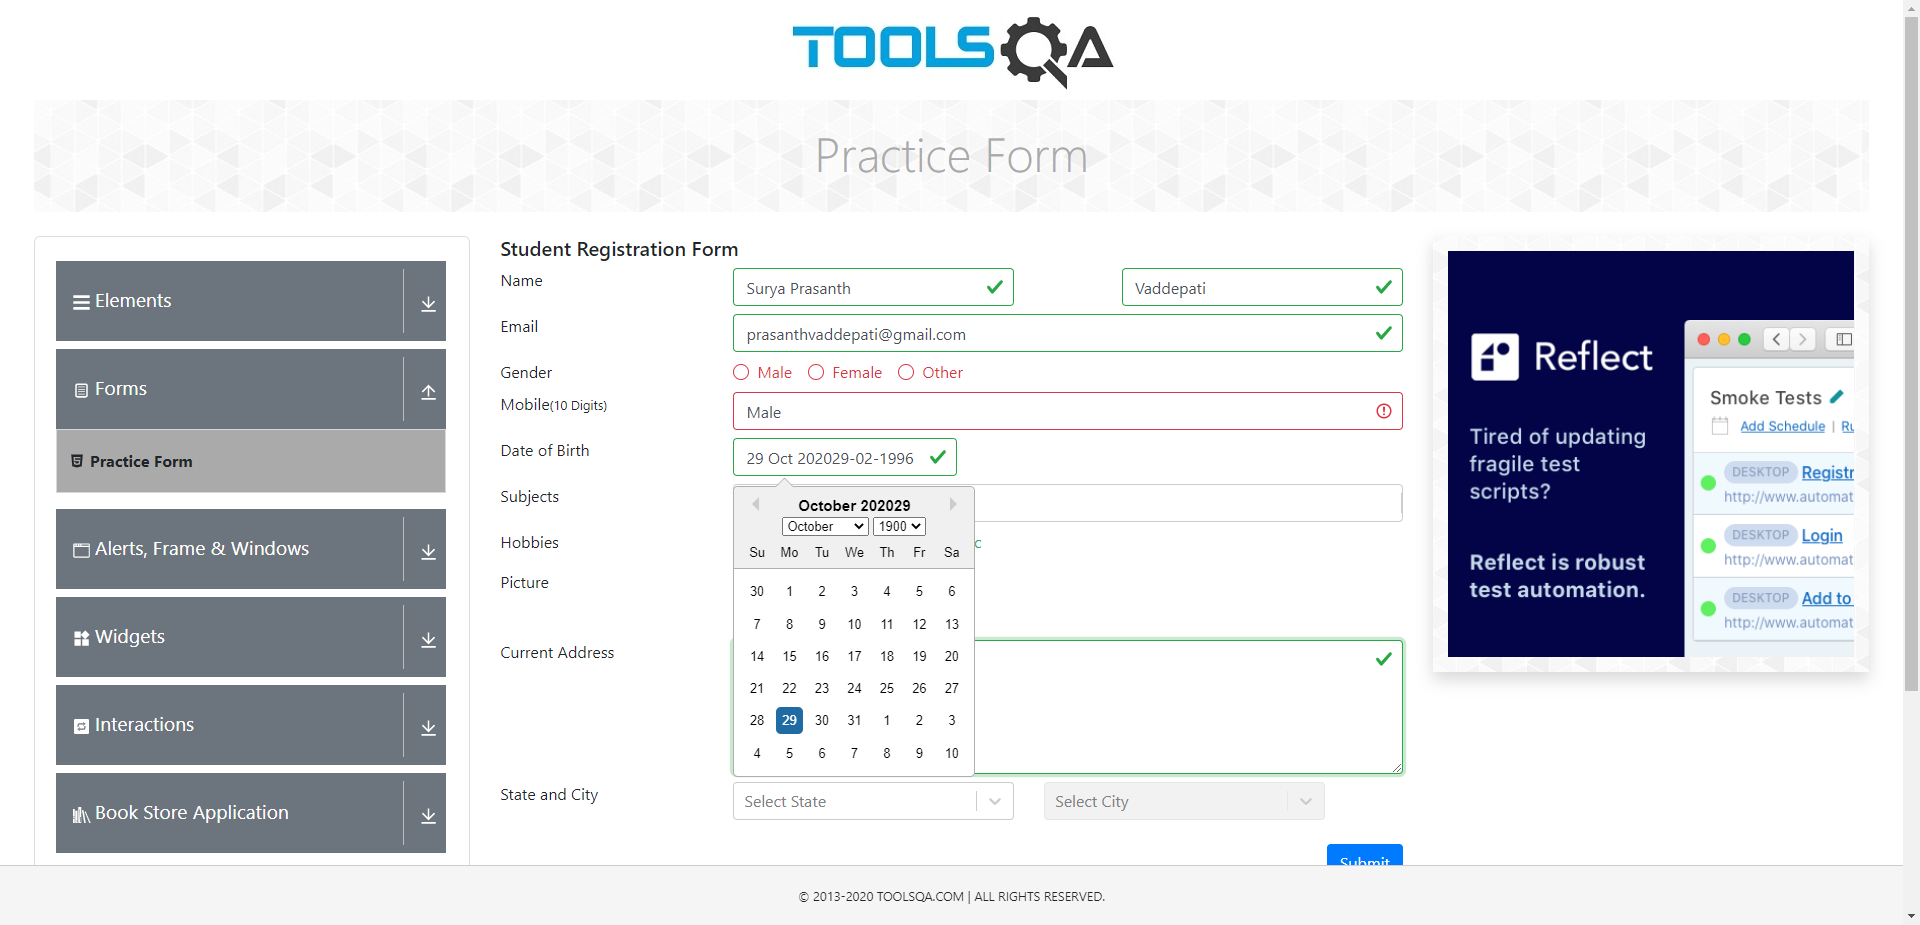 TOOLSQA
Practice Form
Elements
Forms
Practice Form
Alerts, Frame & Windows
Widgets
Interactions
Book Store Application
Student Registration Form
Name
Surya Prasanth
Vaddepati
Email
prasanthvaddepati@gmail.com
Gender
Male Female Other
Mobile(10 Digits)
Male
Date of Birth
29 Oct 202029-02-1996
Subjects
Hobbies
c
Picture
Current Address
State and City
Select State
Select City
Submit
October 202029
October 1900
Su Mo Tu We Th Fr Sa
30 1 2 3 4 5 6
7 8 9 10 11 12 13
14 15 16 17 18 19 20
21 22 23 24 25 26 27
28 29 30 31 1 2 3
4 5 6 7 8 9 10
Reflect
Tired of updating
fragile test
scripts?
Reflect is robust
test automation.
Smoke Tests
Add Schedule | Ru
DESKTOP Registr
http://www.automat
DESKTOP Login
http://www.automat
DESKTOP Add to
http://www.automat
© 2013-2020 TOOLSQA.COM | ALL RIGHTS RESERVED.